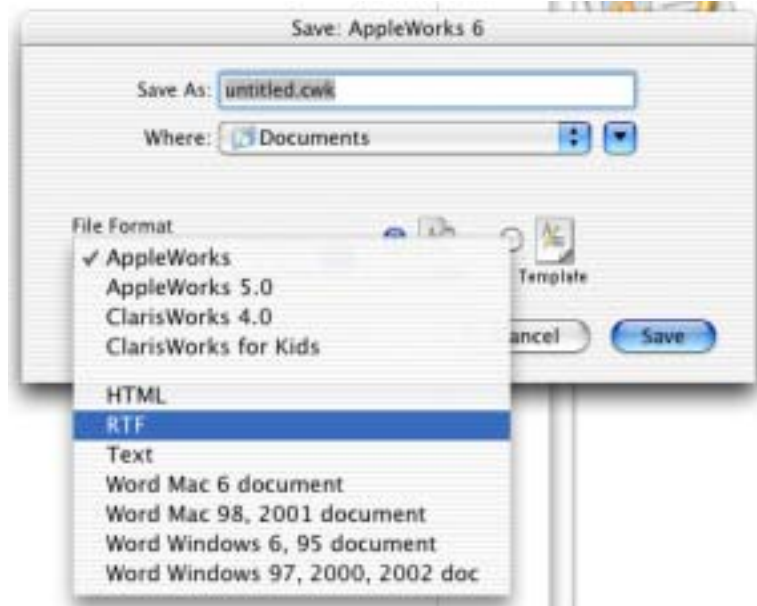 Save: AppleWorks 6
Save As: untitled.cwk
Where: Documents
File Format
✓ AppleWorks
AppleWorks 5.0
Template
ClarisWorks 4.0
ClarisWorks for Kids
ancel Save
HTML
RTF
Text
Word Mac 6 document
Word Mac 98, 2001 document
Word Windows 6, 95 document
Word Windows 97, 2000, 2002 doc